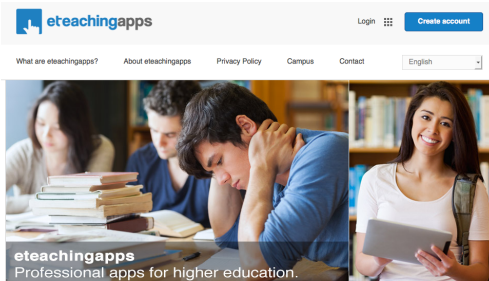 eteachingapps
Login
Create account
What are eteachingapps?
About eteachingapps
Privacy Policy
Campus
Contact
English
eteachingapps
Professional apps for higher education.